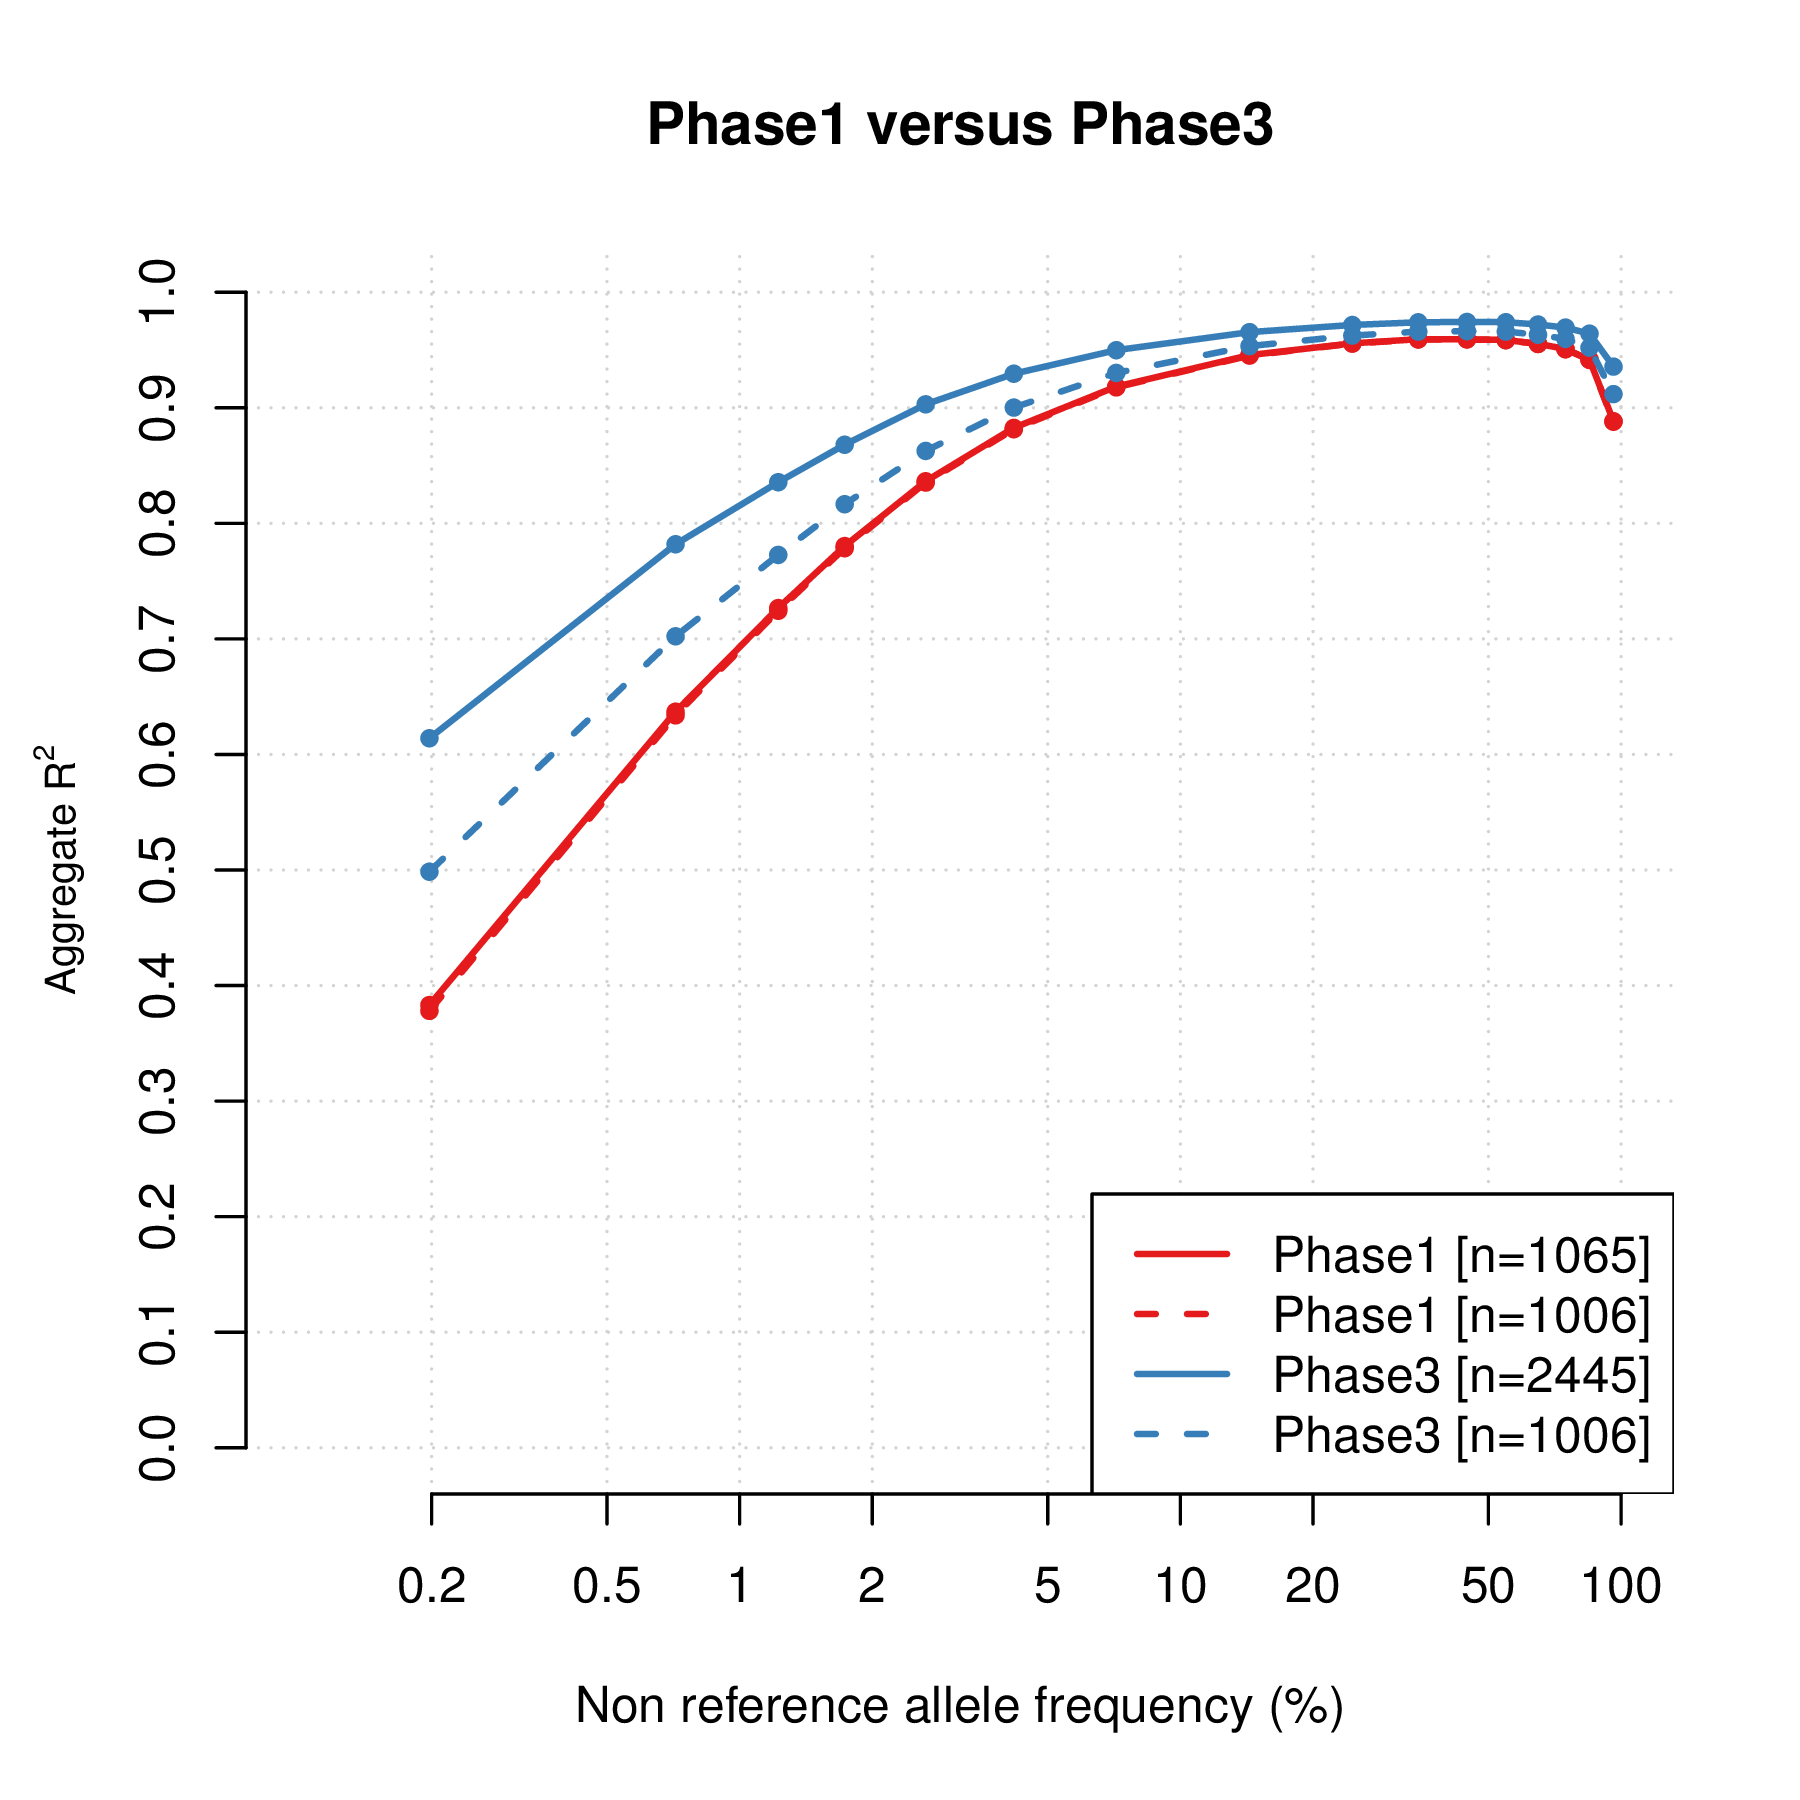 Phase1 versus Phase3
Aggregate R²
1.0
0.9
0.8
0.7
0.6
0.5
0.4
0.3
0.2
0.1
0.0
Phase1 [n=1065]
Phase1 [n=1006]
Phase3 [n=2445]
Phase3 [n=1006]
0.2 0.5 1 2 5 10 20 50 100
Non reference allele frequency (%)